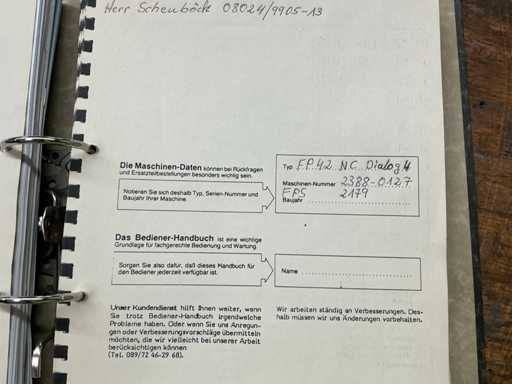 Herr Schenböck 08024/9905-13
Die Maschinen-Daten können bei Rückfragen
und Ersatzteilbestellungen besonders wichtig sein.
Notieren Sie sich deshalb Typ, Serien-Nummer und
Baujahr Ihrer Maschine.
Typ F.P.42 NC Dialog 4
Maschinen-Nummer 2388-0127
FPS 2179
Baujahr
Das Bediener-Handbuch ist eine wichtige
Grundlage für fachgerechte Bedienung und Wartung.
Sorgen Sie also dafür, daß dieses Handbuch für
den Bediener jederzeit verfügbar ist.
Name
Unser Kundendienst hilft Ihnen weiter, wenn
Sie trotz Bediener-Handbuch irgendwelche
Probleme haben. Oder wenn Sie uns Anregun-
gen oder Verbesserungsvorschläge übermitteln
möchten, die wir vielleicht bei unserer Arbeit
berücksichtigen können
(Tel. 089/72 46-29 68).
Wir arbeiten ständig an Verbesserungen. Des-
halb müssen wir uns Änderungen vorbehalten.